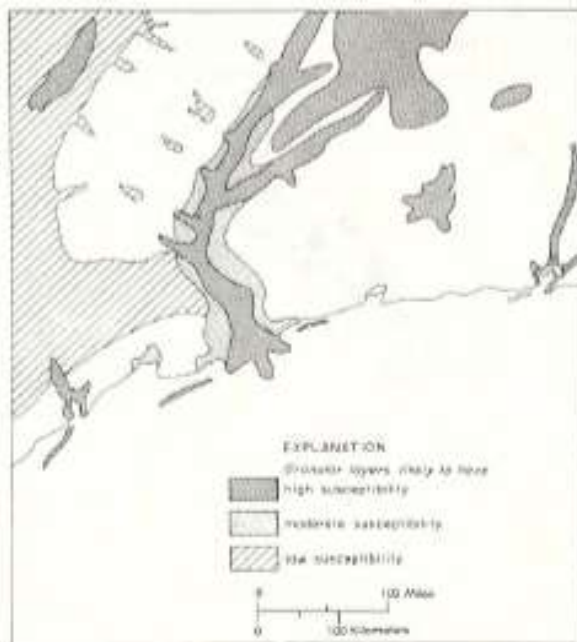 EXPLANATION
Granular layers likely to have
high susceptibility
moderate susceptibility
low susceptibility
0 100 Miles
0 100 Kilometers